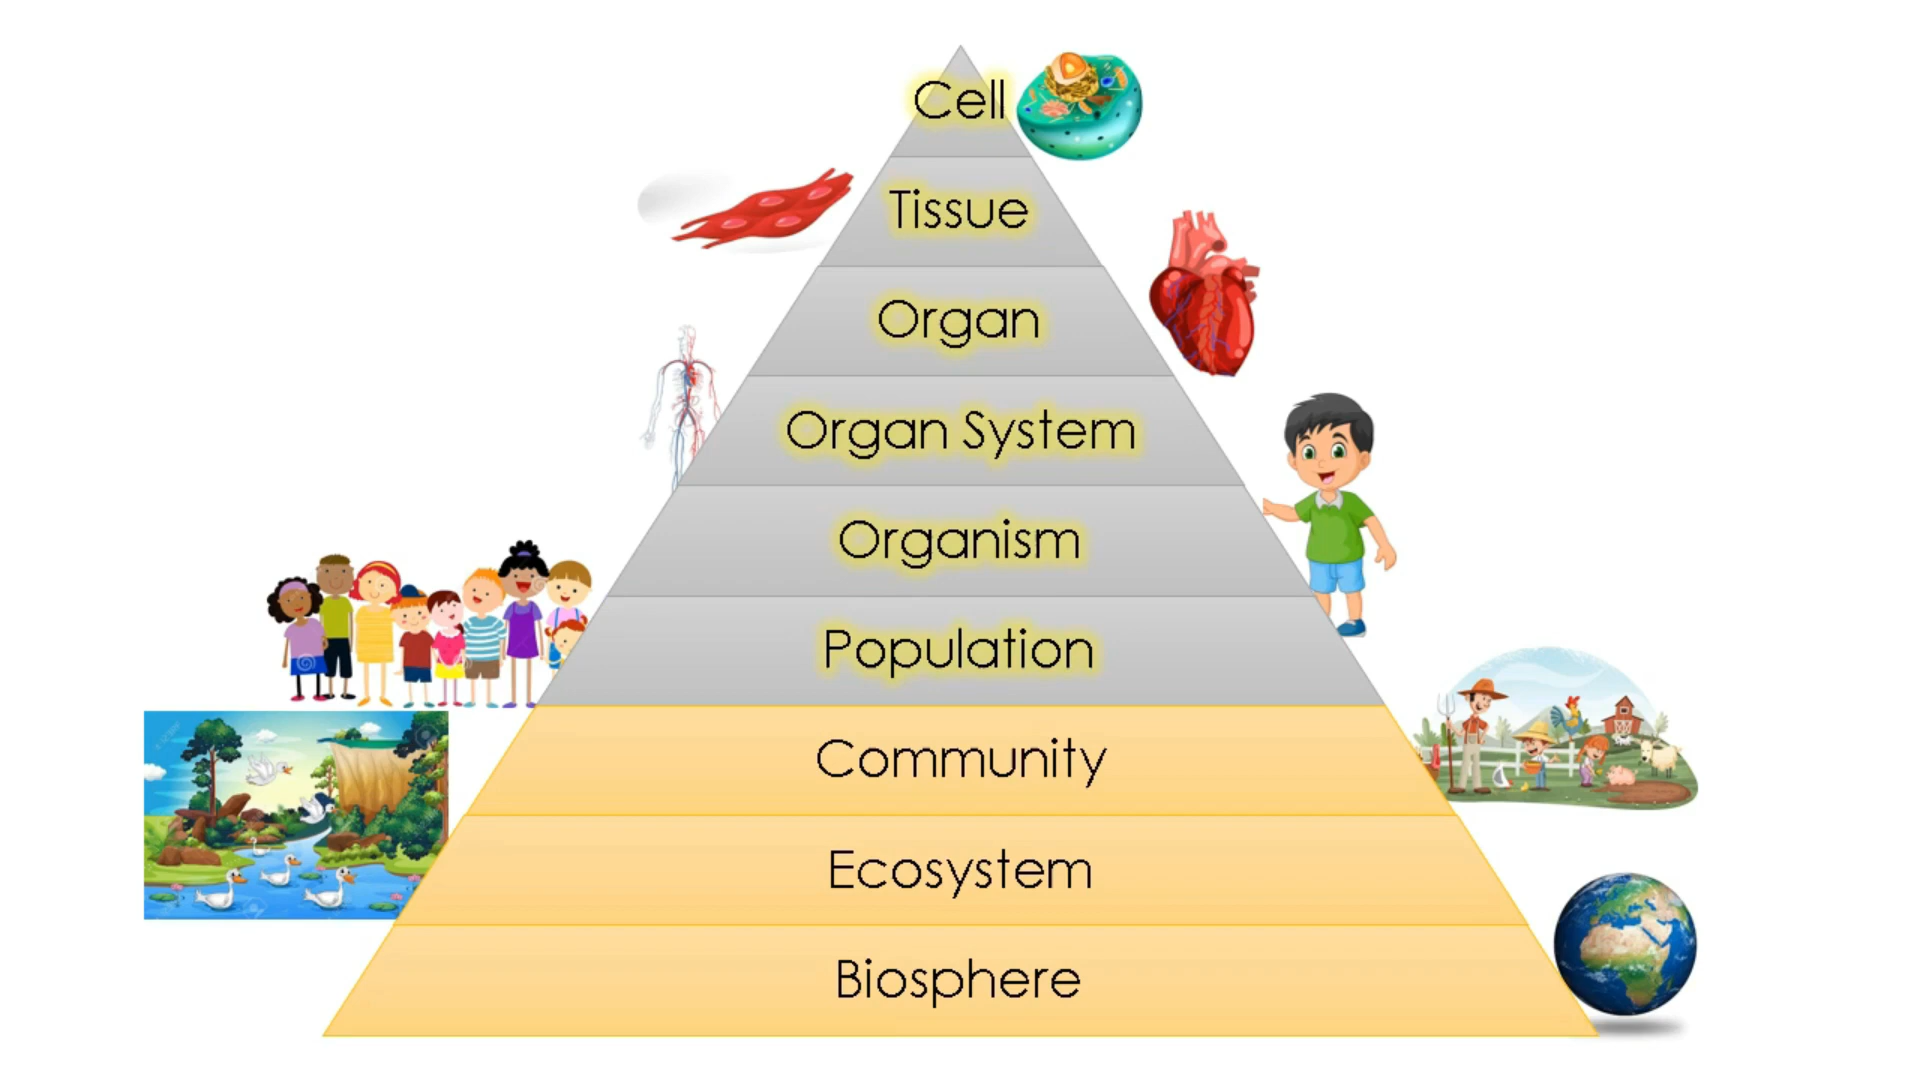 Cell
Tissue
Organ
Organ System
Organism
Population
Community
Ecosystem
Biosphere